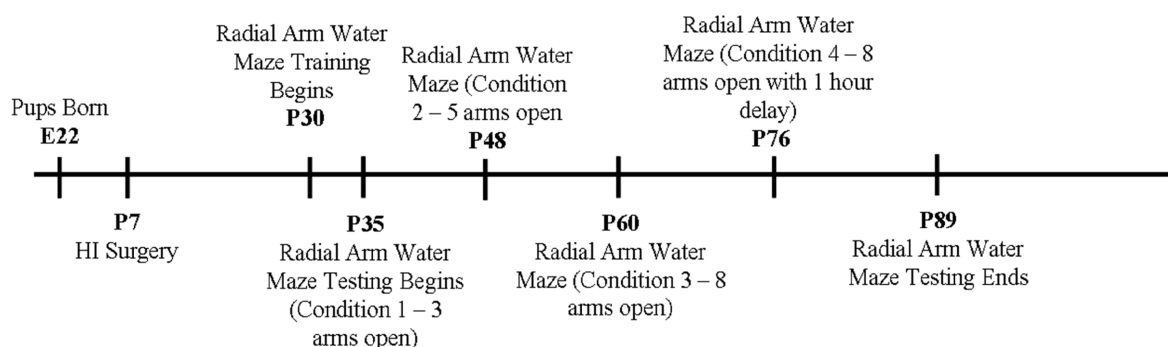 Pups Born
E22
P7
HI Surgery
Radial Arm Water
Maze Training
Begins
P30
P35
Radial Arm Water
Maze Testing Begins
(Condition 1 – 3
arms open)
Radial Arm Water
Maze (Condition
2 – 5 arms open
P48
P60
Radial Arm Water
Maze (Condition 3 – 8
arms open)
Radial Arm Water
Maze (Condition 4 – 8
arms open with 1 hour
delay)
P76
P89
Radial Arm Water
Maze Testing Ends